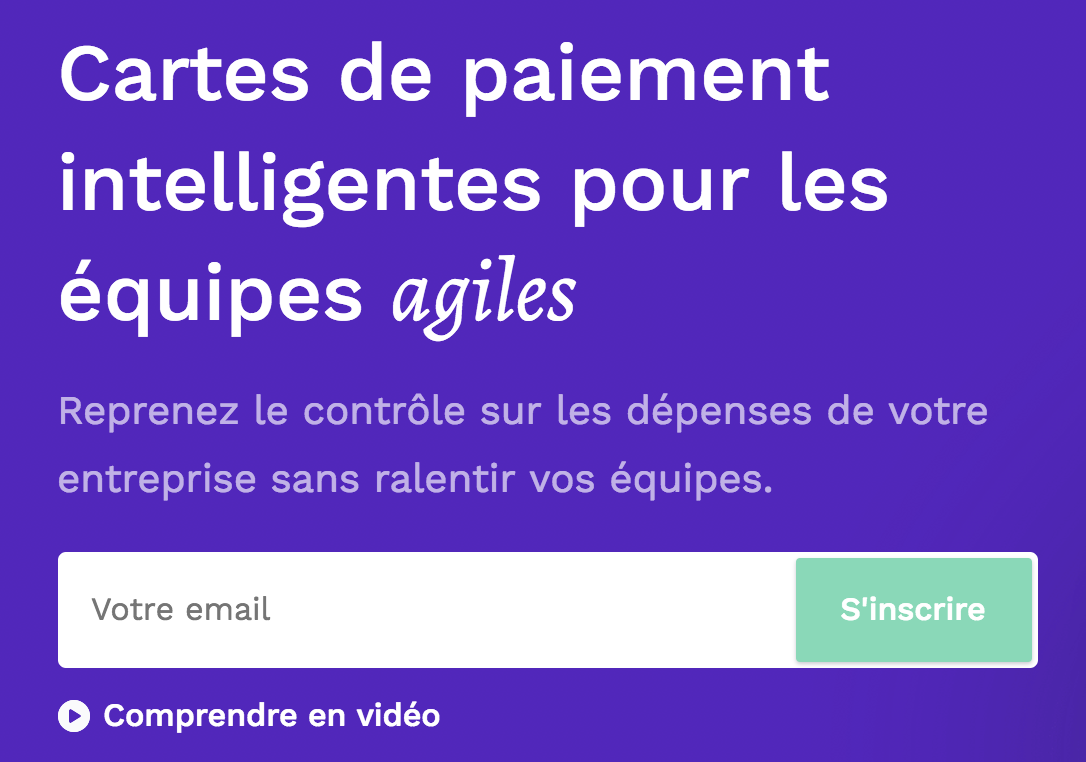 Cartes de paiement
intelligentes pour les
équipes agiles
Reprenez le contrôle sur les dépenses de votre
entreprise sans ralentir vos équipes.
Votre email
S'inscrire
Comprendre en vidéo